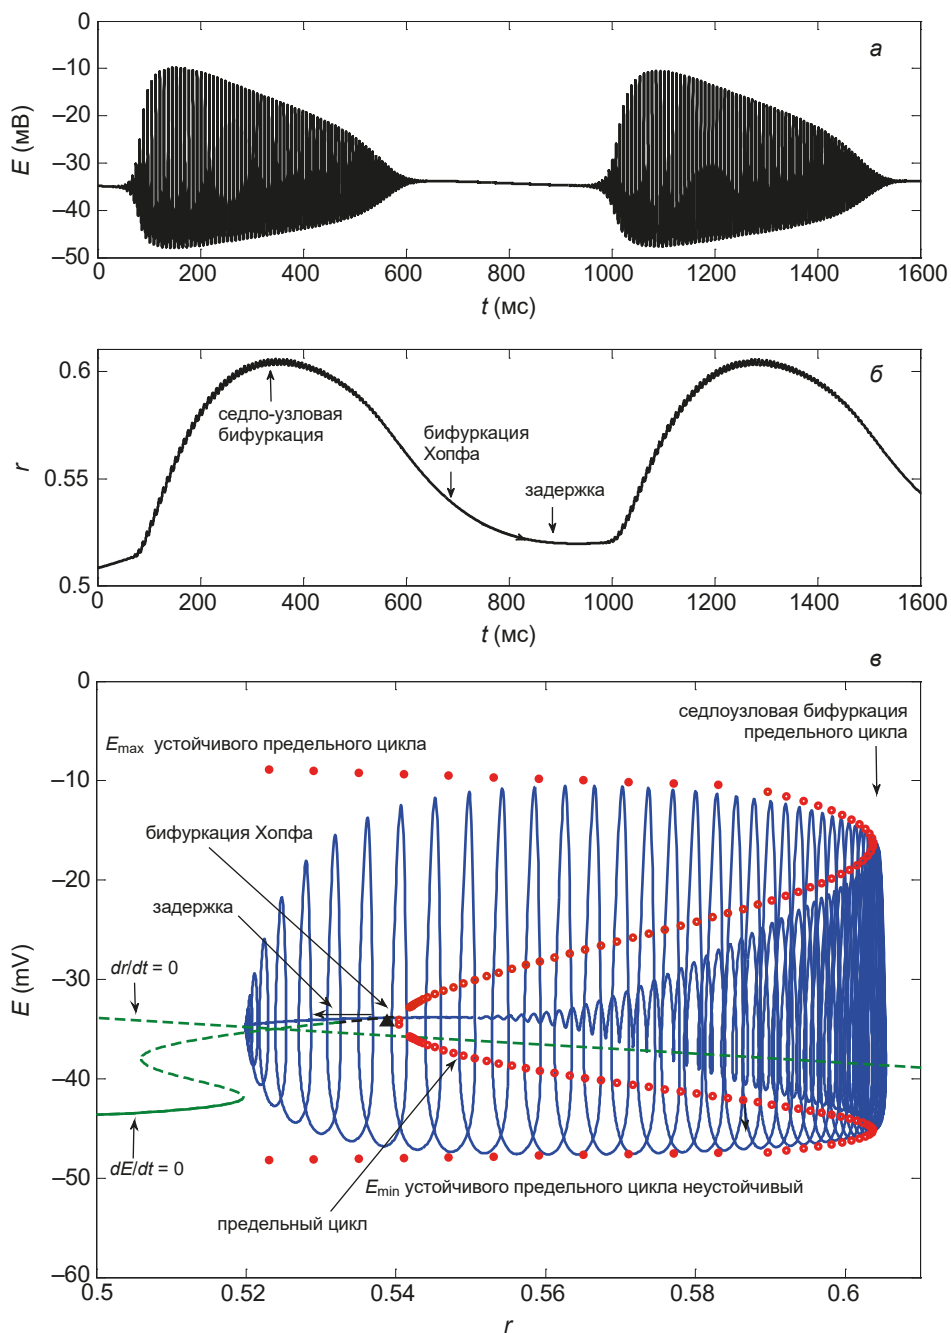 а
0
−10
−20
−30
−40
−50
E (мВ)
0
200
400
600
800
1000
1200
1400
1600
t (мс)
б
0.6
0.55
0.5
r
седло-узловая
бифуркация
бифуркация
Хопфа
задержка
0
200
400
600
800
1000
1200
1400
1600
t (мс)
в
0
−10
−20
−30
−40
−50
−60
E (mV)
седлоузловая бифуркация
предельного цикла
Emax устойчивого предельного цикла
бифуркация Хопфа
задержка
dr/dt = 0
dE/dt = 0
Emin устойчивого предельного цикла неустойчивый
предельный цикл
0.5
0.52
0.54
0.56
0.58
0.6
r